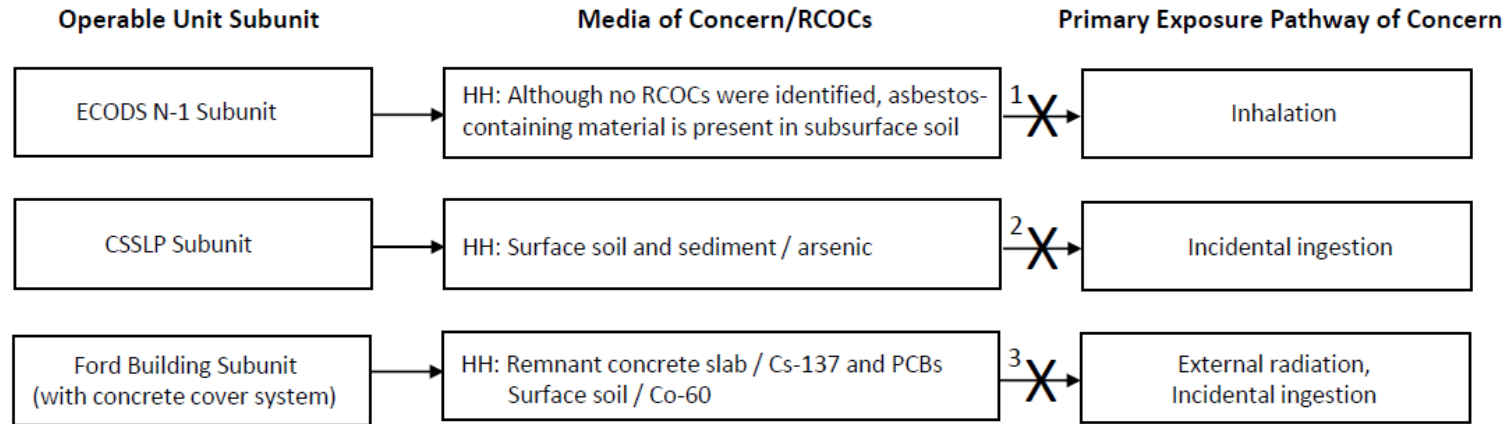 Operable Unit Subunit
Media of Concern/RCOCs
Primary Exposure Pathway of Concern
ECODS N-1 Subunit
HH: Although no RCOCs were identified, asbestos-
containing material is present in subsurface soil
1
X
Inhalation
CSSLP Subunit
HH: Surface soil and sediment / arsenic
2
X
Incidental ingestion
Ford Building Subunit
(with concrete cover system)
HH: Remnant concrete slab / Cs-137 and PCBs
Surface soil / Co-60
3
X
External radiation,
Incidental ingestion